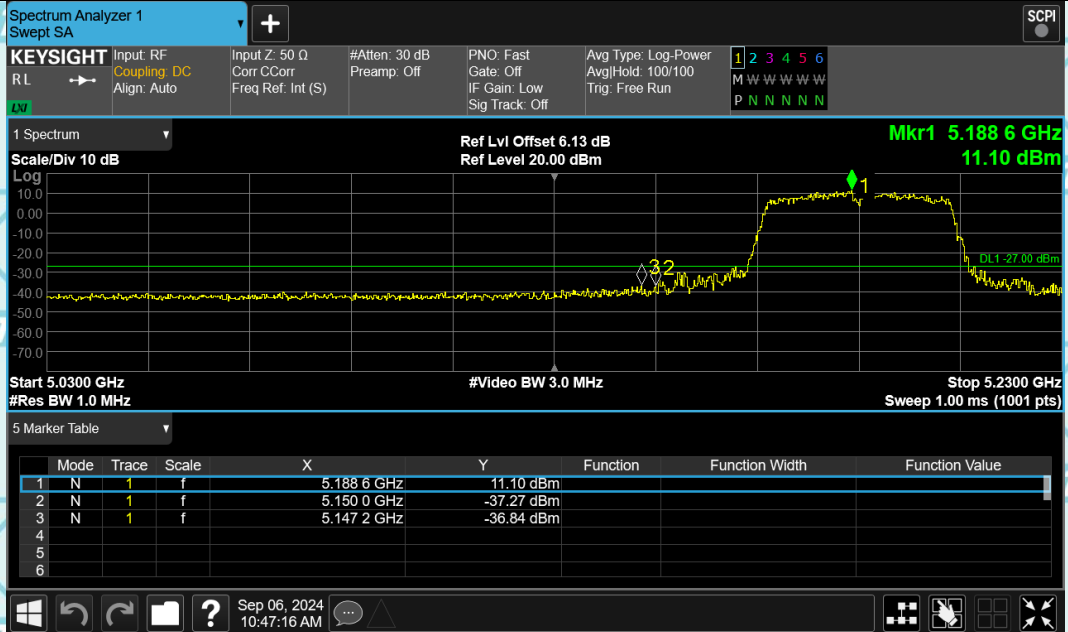 Spectrum Analyzer 1
Swept SA
+
SCPI
KEYSIGHT
R L
LXI
Input: RF
Coupling: DC
Align: Auto
Input Z: 50 Ω
Corr CCorr
Freq Ref: Int (S)
#Atten: 30 dB
Preamp: Off
PNO: Fast
Gate: Off
IF Gain: Low
Sig Track: Off
Avg Type: Log-Power
Avg|Hold: 100/100
Trig: Free Run
1 2 3 4 5 6
M W W W W W
P N N N N N
1 Spectrum
Scale/Div 10 dB
Ref Lvl Offset 6.13 dB
Ref Level 20.00 dBm
Mkr1 5.188 6 GHz
11.10 dBm
Log
10.0
0.00
-10.0
-20.0
-30.0
-40.0
-50.0
-60.0
-70.0
1
3 2
DL1 -27.00 dBm
Start 5.0300 GHz
#Video BW 3.0 MHz
Stop 5.2300 GHz
#Res BW 1.0 MHz
Sweep 1.00 ms (1001 pts)
5 Marker Table
Mode Trace Scale X Y Function Function Width Function Value
1 N 1 f 5.188 6 GHz 11.10 dBm
2 N 1 f 5.150 0 GHz -37.27 dBm
3 N 1 f 5.147 2 GHz -36.84 dBm
4
5
6
?
Sep 06, 2024
10:47:16 AM